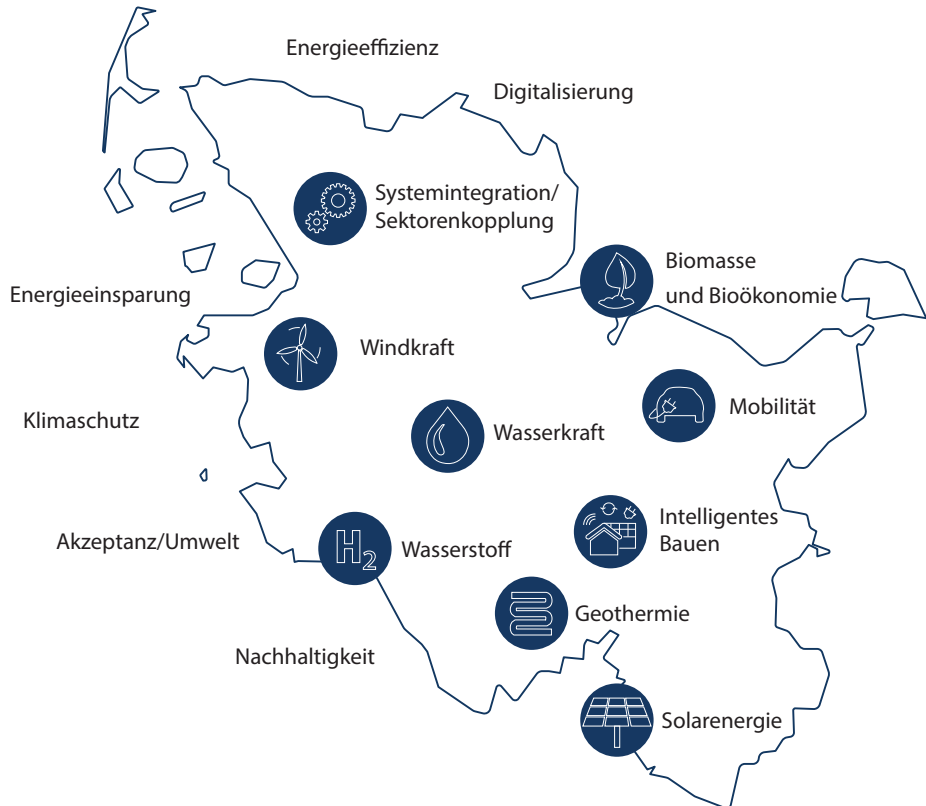 Energieeffizienz
Digitalisierung
Systemintegration/
Sektorenkopplung
Biomasse
und Bioökonomie
Energieeinsparung
Windkraft
Mobilität
Klimaschutz
Wasserkraft
Intelligentes
Bauen
Akzeptanz/Umwelt
H2
Wasserstoff
Geothermie
Nachhaltigkeit
Solarenergie